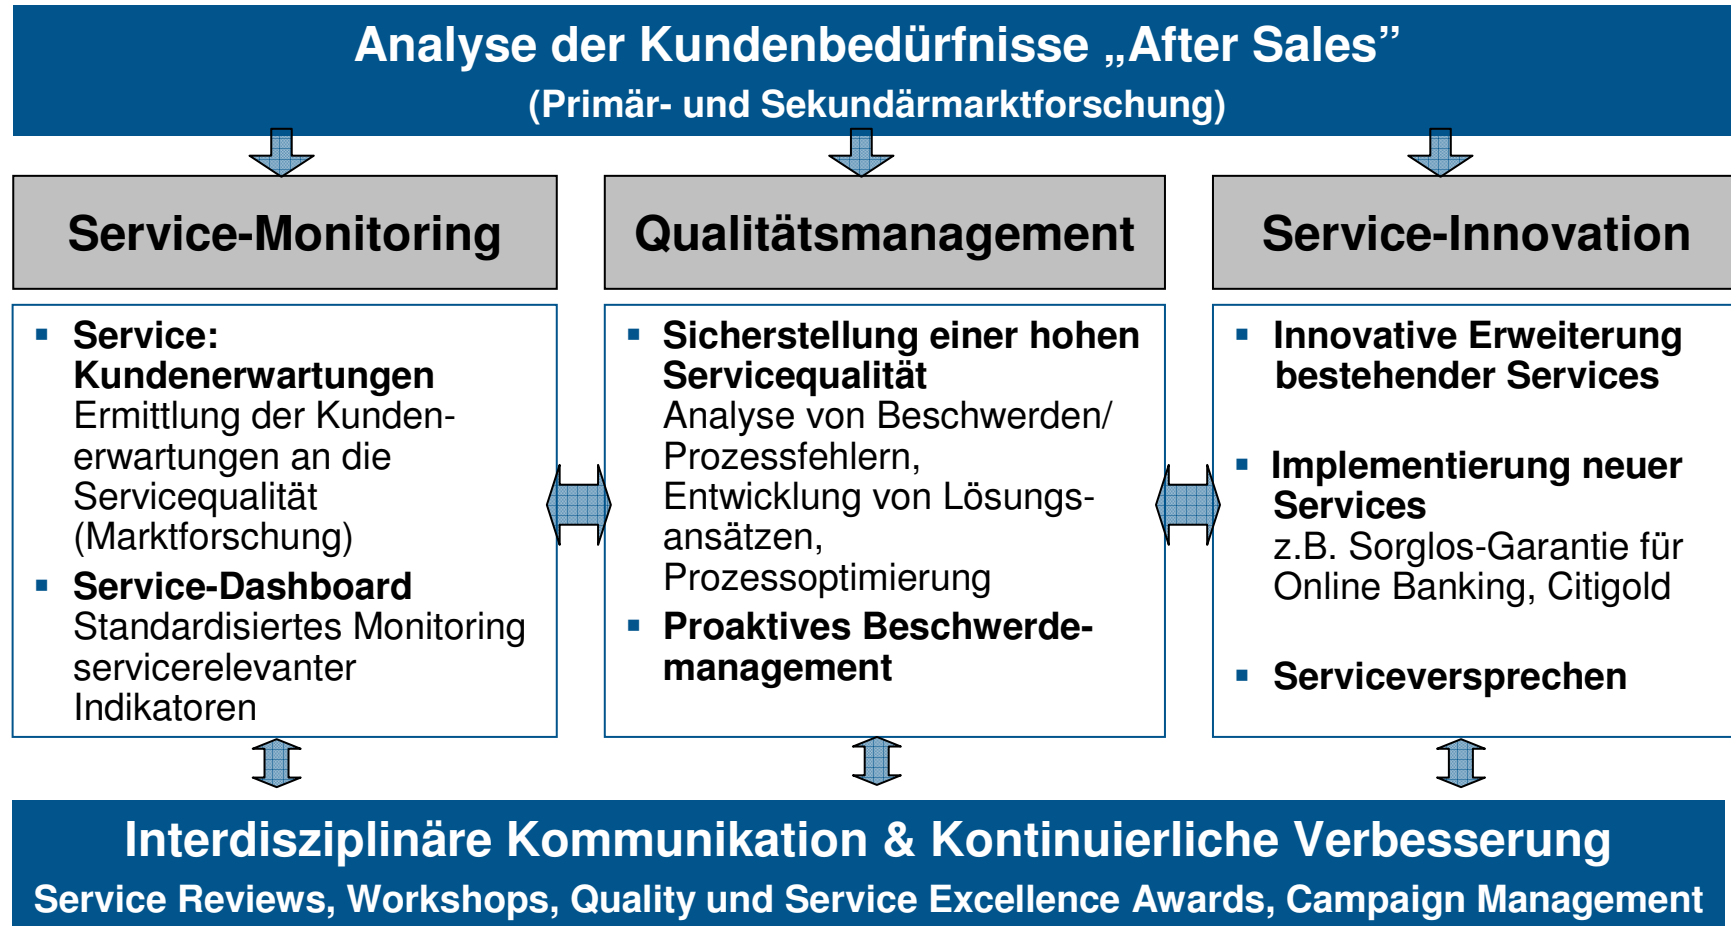 Analyse der Kundenbedürfnisse „After Sales”
(Primär- und Sekundärmarktforschung)
Service-Monitoring
▪ Service:
Kundenerwartungen
Ermittlung der Kunden-
erwartungen an die
Servicequalität
(Marktforschung)
▪ Service-Dashboard
Standardisiertes Monitoring
servicerelevanter
Indikatoren
Qualitätsmanagement
▪ Sicherstellung einer hohen
Servicequalität
Analyse von Beschwerden/
Prozessfehlern,
Entwicklung von Lösungs-
ansätzen,
Prozessoptimierung
▪ Proaktives Beschwerde-
management
Service-Innovation
▪ Innovative Erweiterung
bestehender Services
▪ Implementierung neuer
Services
z.B. Sorglos-Garantie für
Online Banking, Citigold
▪ Serviceversprechen
Interdisziplinäre Kommunikation & Kontinuierliche Verbesserung
Service Reviews, Workshops, Quality und Service Excellence Awards, Campaign Management